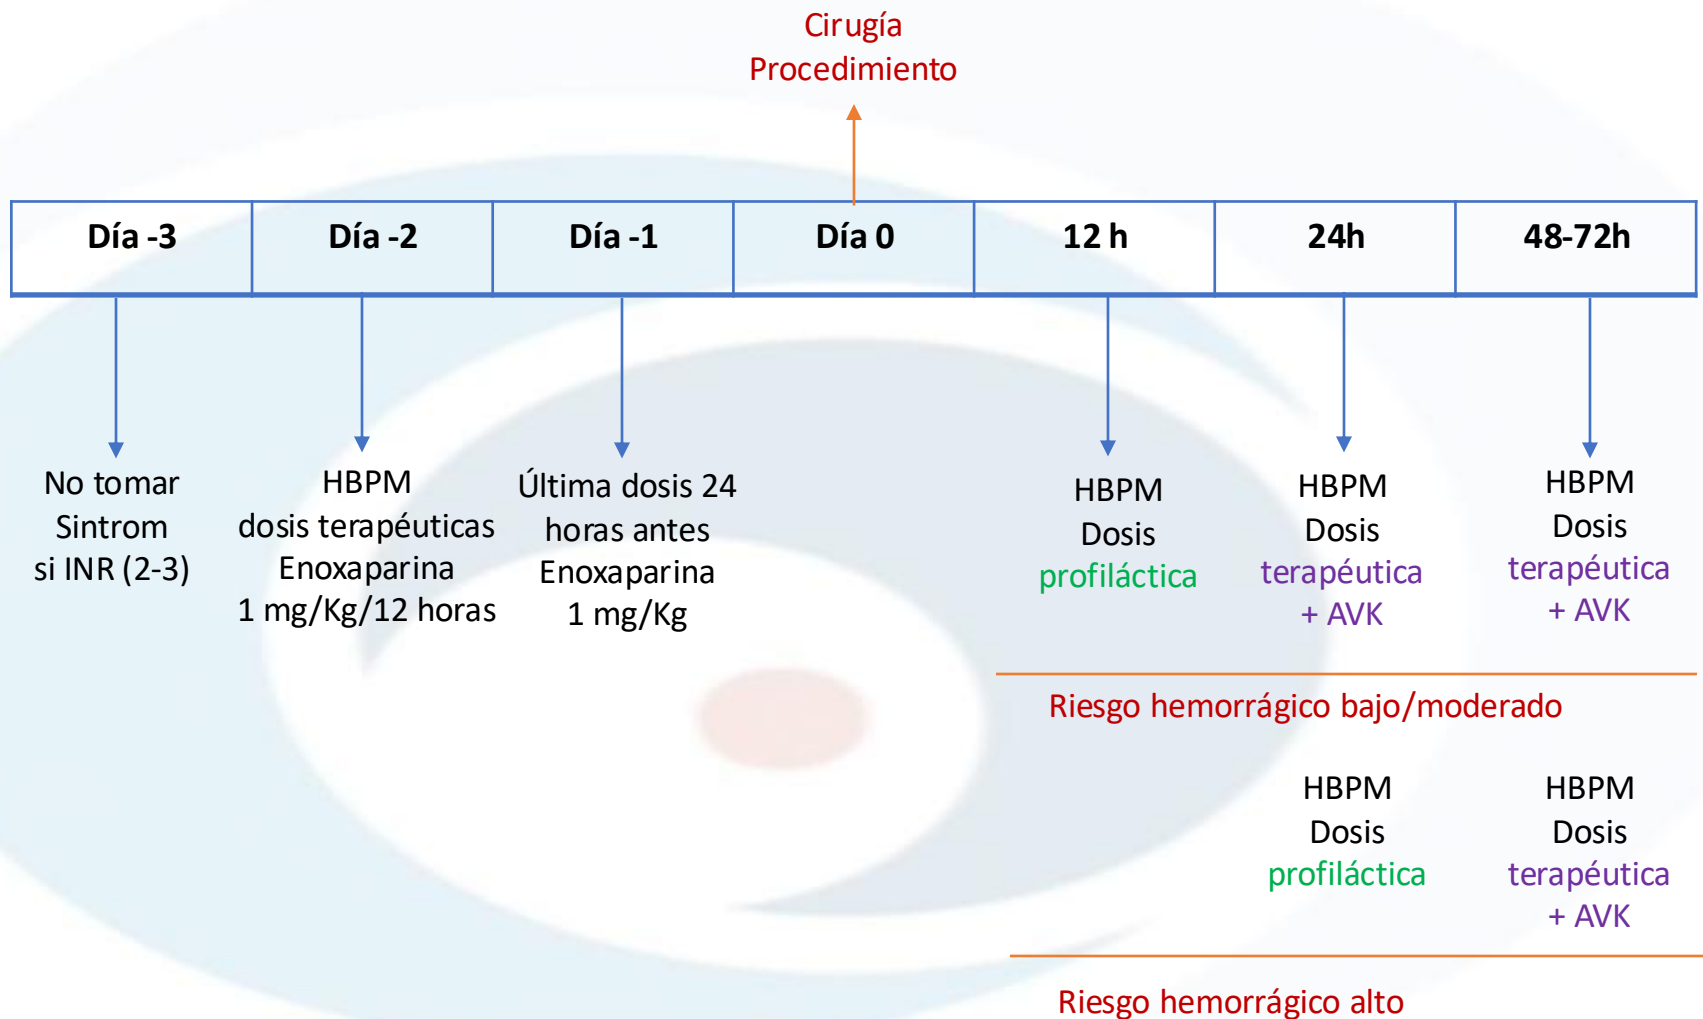 Cirugía
Procedimiento
Día -3
Día -2
Día -1
Día 0
12 h
24h
48-72h
No tomar
Sintrom
si INR (2-3)
HBPM
dosis terapéuticas
Enoxaparina
1 mg/Kg/12 horas
Última dosis 24
horas antes
Enoxaparina
1 mg/Kg
HBPM
Dosis
profiláctica
HBPM
Dosis
terapéutica
+ AVK
HBPM
Dosis
terapéutica
+ AVK
Riesgo hemorrágico bajo/moderado
HBPM
Dosis
profiláctica
HBPM
Dosis
terapéutica
+ AVK
Riesgo hemorrágico alto